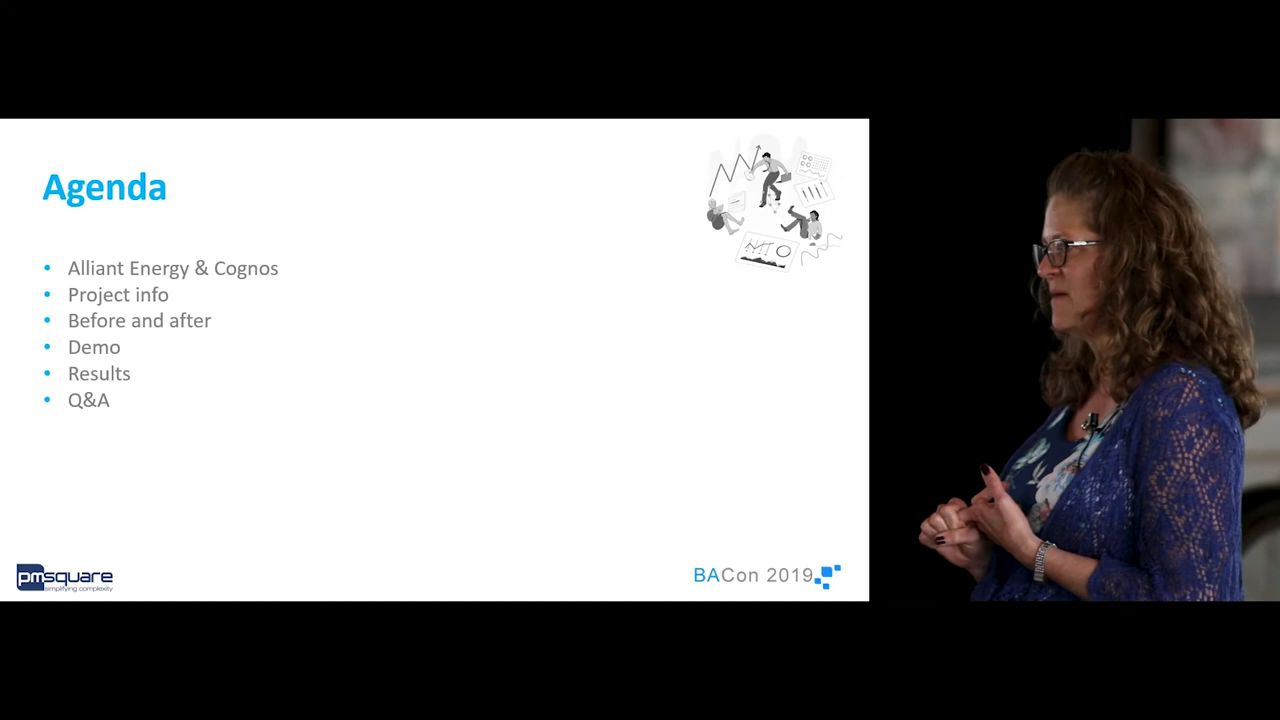 Agenda
• Alliant Energy & Cognos
• Project info
• Before and after
• Demo
• Results
• Q&A
pmsquare
simplifying complexity
BACon 2019